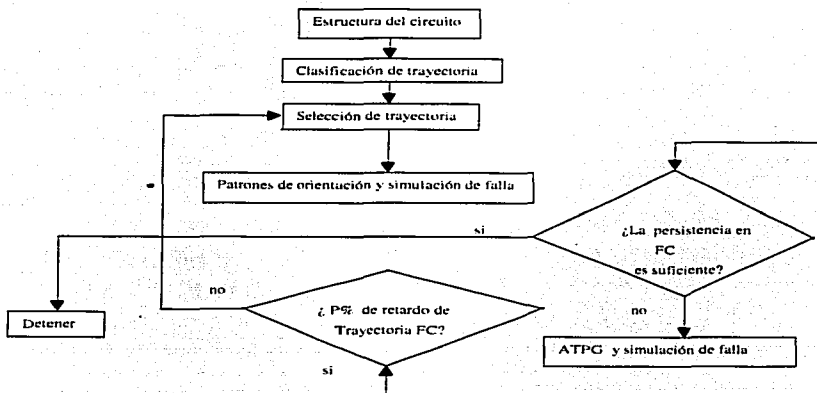 Estructura del circuito
Clasificación de trayectoria
Selección de trayectoria
Patrones de orientación y simulación de falla
si
¿La persistencia en
FC
es suficiente?
no
¿ P% de retardo de
Trayectoria FC?
no
Detener
ATPG y simulación de falla
si